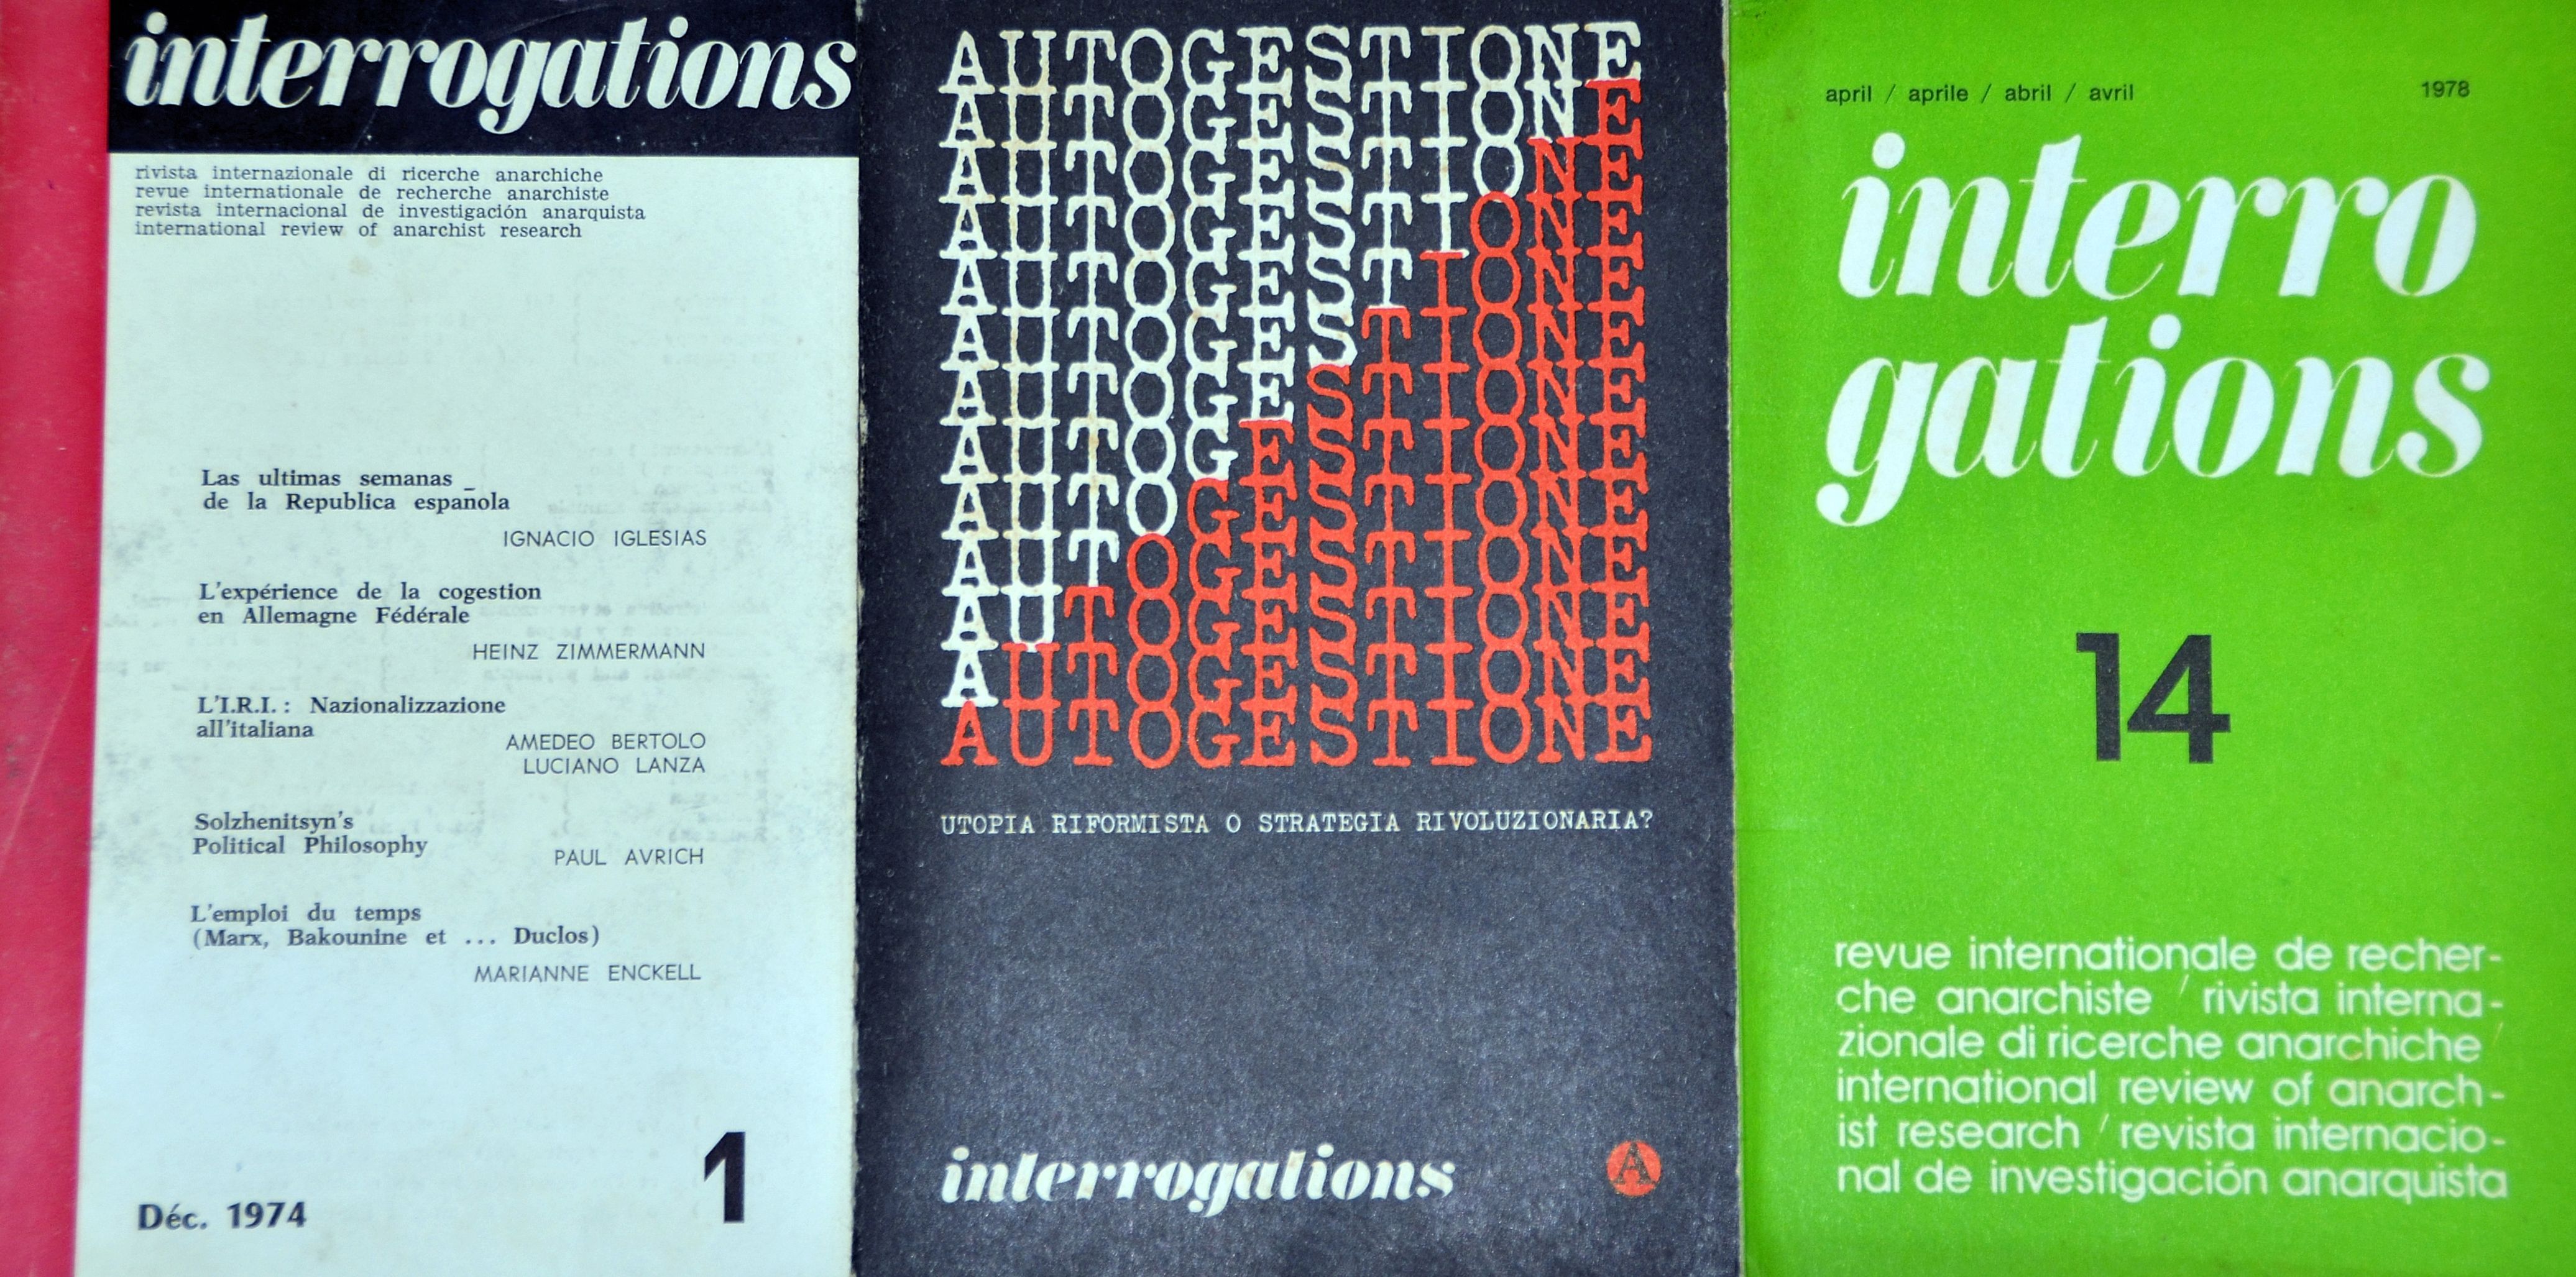 interrogations
rivista internazionale di ricerche anarchiche
revue internationale de recherche anarchiste
revista internacional de investigación anarquista
international review of anarchist research
Las ultimas semanas
de la Republica española
IGNACIO IGLESIAS
L'expérience de la cogestion
en Allemagne Fédérale
HEINZ ZIMMERMANN
L'I.R.I.: Nazionalizzazione
all'italiana
AMEDEO BERTOLO
LUCIANO LANZA
Solzhenitsyn's
Political Philosophy
PAUL AVRICH
L'emploi du temps
(Marx, Bakounine et ... Duclos)
MARIANNE ENCKELL
1
Déc. 1974
AUTOGESTIONE
AUTOGESTIONE
AUTOGESTIONE
AUTOGESTIONE
AUTOGESTIONE
AUTOGESTIONE
AUTOGESTIONE
AUTOGESTIONE
AUTOGESTIONE
AUTOGESTIONE
AUTOGESTIONE
AUTOGESTIONE
AUTOGESTIONE
UTOPIA RIFORMISTA O STRATEGIA RIVOLUZIONARIA?
interrogations
A
april / aprile / abril / avril
1978
interro
gations
14
revue internationale de recher-
che anarchiste / rivista interna-
zionale di ricerche anarchiche /
international review of anarch-
ist research / revista internacio-
nal de investigación anarquista